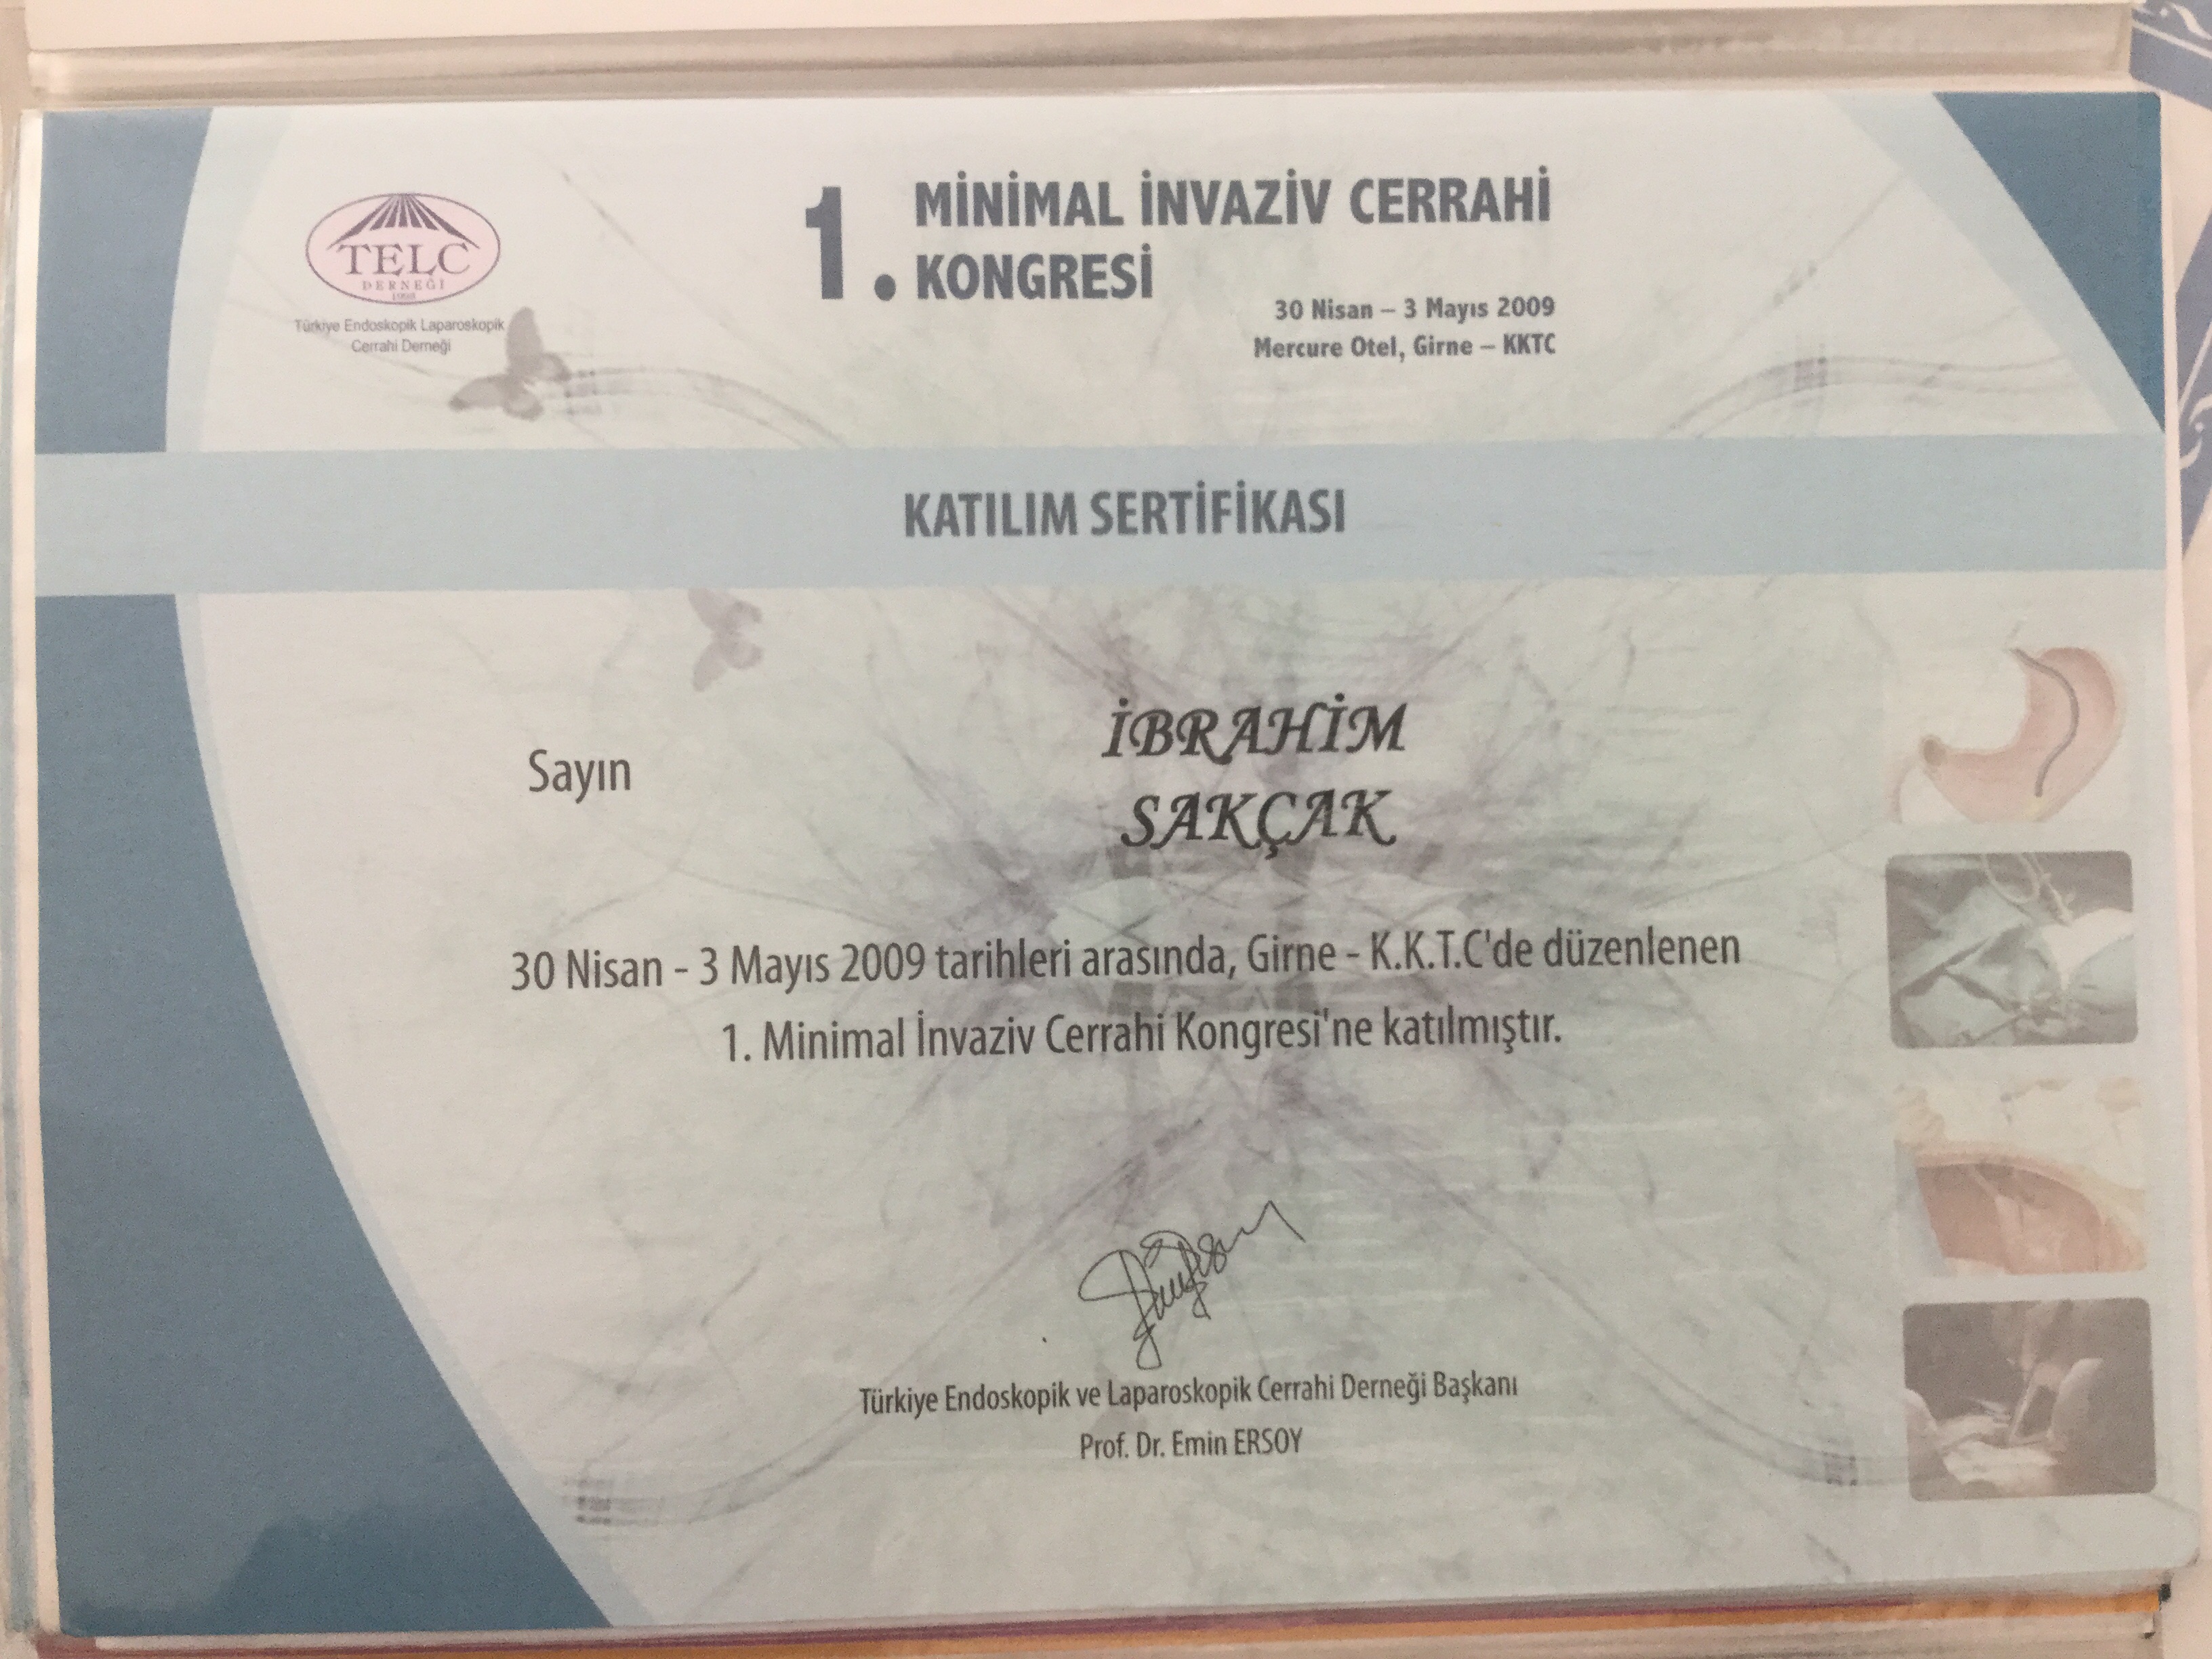 TELC
DERNEĞİ
1998
Türkiye Endoskopik Laparoskopik
Cerrahi Derneği
1. MİNİMAL İNVAZİV CERRAHİ
KONGRESİ
30 Nisan – 3 Mayıs 2009
Mercure Otel, Girne – KKTC
KATILIM SERTİFİKASI
Sayın
İBRAHİM
SAKÇAK
30 Nisan - 3 Mayıs 2009 tarihleri arasında, Girne - K.K.T.C'de düzenlenen
1. Minimal İnvaziv Cerrahi Kongresi'ne katılmıştır.
Türkiye Endoskopik ve Laparoskopik Cerrahi Derneği Başkanı
Prof. Dr. Emin ERSOY